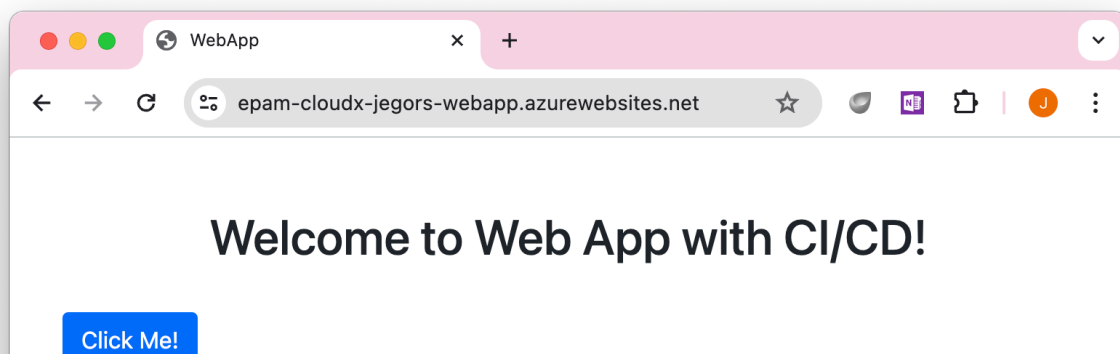 WebApp
epam-cloudx-jegors-webapp.azurewebsites.net
N
J
Welcome to Web App with CI/CD!
Click Me!